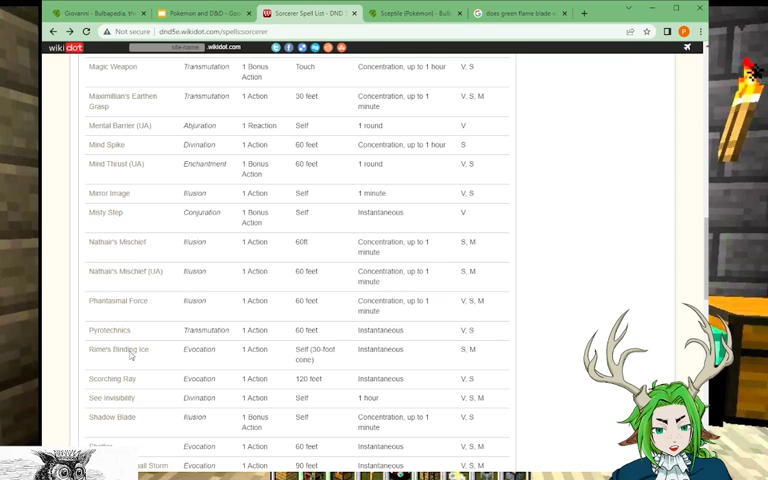 Giovanni - Bulbapedia, the
Pokemon and D&D - Goo
Sorcerer Spell List - DND
Sceptile (Pokémon) - Bulb
does green flame blade
Not secure | dnd5e.wikidot.com/spells:sorcerer
wiki dot site-name .wikidot.com
Magic Weapon Transmutation 1 Bonus Action Touch Concentration, up to 1 hour V, S
Maximillian's Earthen Grasp Transmutation 1 Action 30 feet Concentration, up to 1 minute V, S, M
Mental Barrier (UA) Abjuration 1 Reaction Self 1 round V
Mind Spike Divination 1 Action 60 feet Concentration, up to 1 hour S
Mind Thrust (UA) Enchantment 1 Bonus Action 60 feet 1 round V, S
Mirror Image Illusion 1 Action Self 1 minute V, S
Misty Step Conjuration 1 Bonus Action Self Instantaneous V
Nathair's Mischief Illusion 1 Action 60ft Concentration, up to 1 minute S, M
Nathair's Mischief (UA) Illusion 1 Action 60 feet Concentration, up to 1 minute S, M
Phantasmal Force Illusion 1 Action 60 feet Concentration, up to 1 minute V, S, M
Pyrotechnics Transmutation 1 Action 60 feet Instantaneous V, S
Rime's Binding Ice Evocation 1 Action Self (30-foot cone) Instantaneous S, M
Scorching Ray Evocation 1 Action 120 feet Instantaneous V, S
See Invisibility Divination 1 Action Self 1 hour V, S, M
Shadow Blade Illusion 1 Bonus Action Self Concentration, up to 1 minute V, S
Shatter Evocation 1 Action 60 feet Instantaneous V, S, M
all Storm Evocation 1 Action 90 feet Instantaneous V, S, M